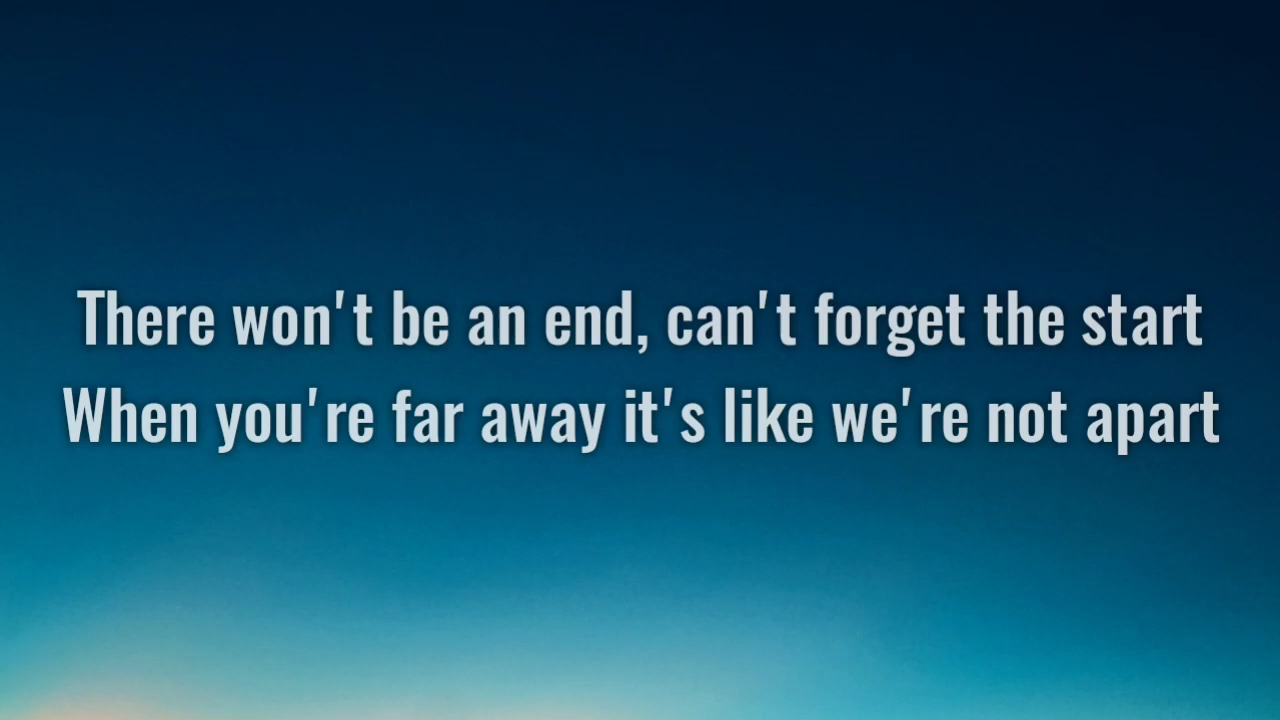 There won't be an end, can't forget the start
When you're far away it's like we're not apart